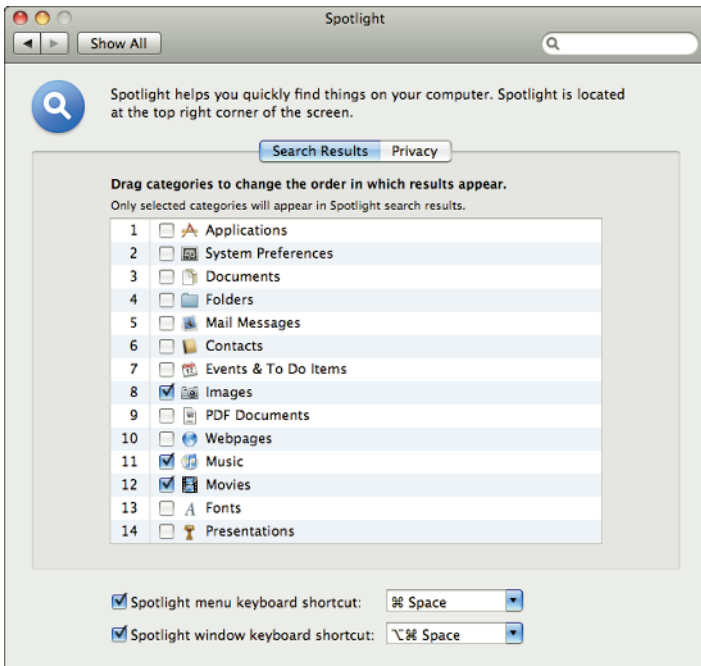 Spotlight
Show All
Spotlight helps you quickly find things on your computer. Spotlight is located
at the top right corner of the screen.
Search Results Privacy
Drag categories to change the order in which results appear.
Only selected categories will appear in Spotlight search results.
1 Applications
2 System Preferences
3 Documents
4 Folders
5 Mail Messages
6 Contacts
7 Events & To Do Items
8 Images
9 PDF Documents
10 Webpages
11 Music
12 Movies
13 Fonts
14 Presentations
Spotlight menu keyboard shortcut: ⌘ Space
Spotlight window keyboard shortcut: ⌥⌘ Space